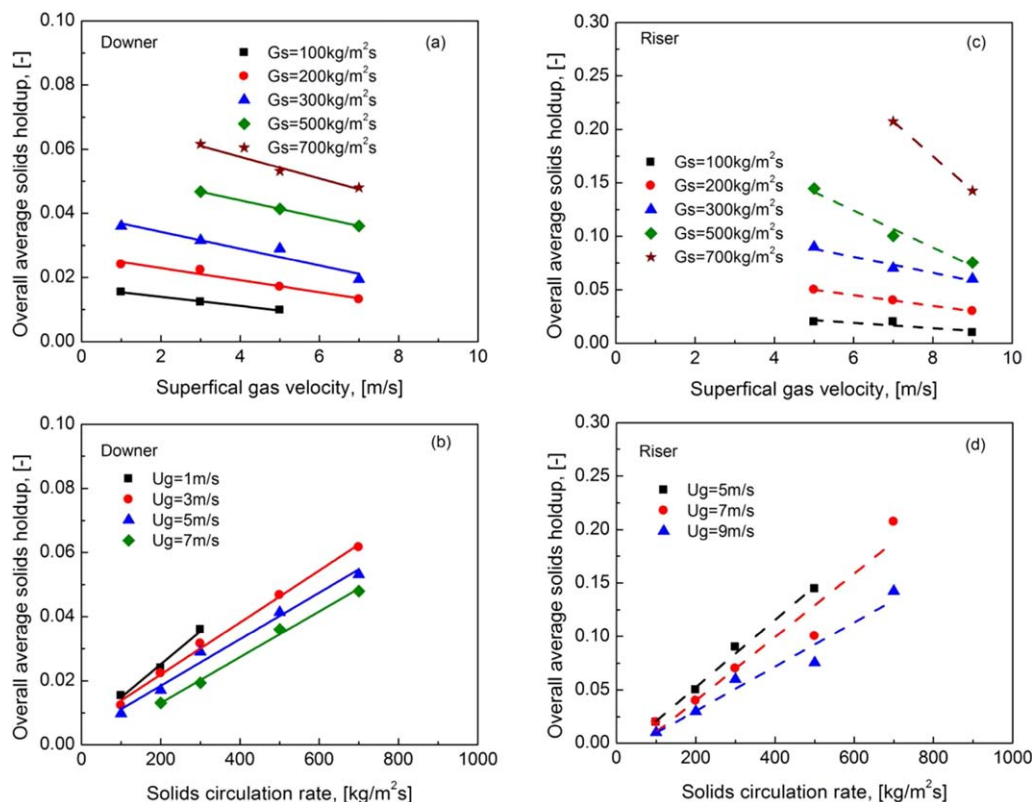 Overall average solids holdup, [-]
0.10
0.08
0.06
0.04
0.02
0.00
Downer
(a)
Gs=100kg/m²s
Gs=200kg/m²s
Gs=300kg/m²s
Gs=500kg/m²s
Gs=700kg/m²s
0 2 4 6 8 10
Superfical gas velocity, [m/s]
Overall average solids holdup, [-]
0.30
0.25
0.20
0.15
0.10
0.05
0.00
Riser
(c)
Gs=100kg/m²s
Gs=200kg/m²s
Gs=300kg/m²s
Gs=500kg/m²s
Gs=700kg/m²s
0 2 4 6 8 10
Superfical gas velocity, [m/s]
Overall average solids holdup, [-]
0.10
0.08
0.06
0.04
0.02
0.00
Downer
(b)
Ug=1m/s
Ug=3m/s
Ug=5m/s
Ug=7m/s
0 200 400 600 800 1000
Solids circulation rate, [kg/m²s]
Overall average solids holdup, [-]
0.30
0.25
0.20
0.15
0.10
0.05
0.00
Riser
(d)
Ug=5m/s
Ug=7m/s
Ug=9m/s
0 200 400 600 800 1000
Solids circulation rate, [kg/m²s]